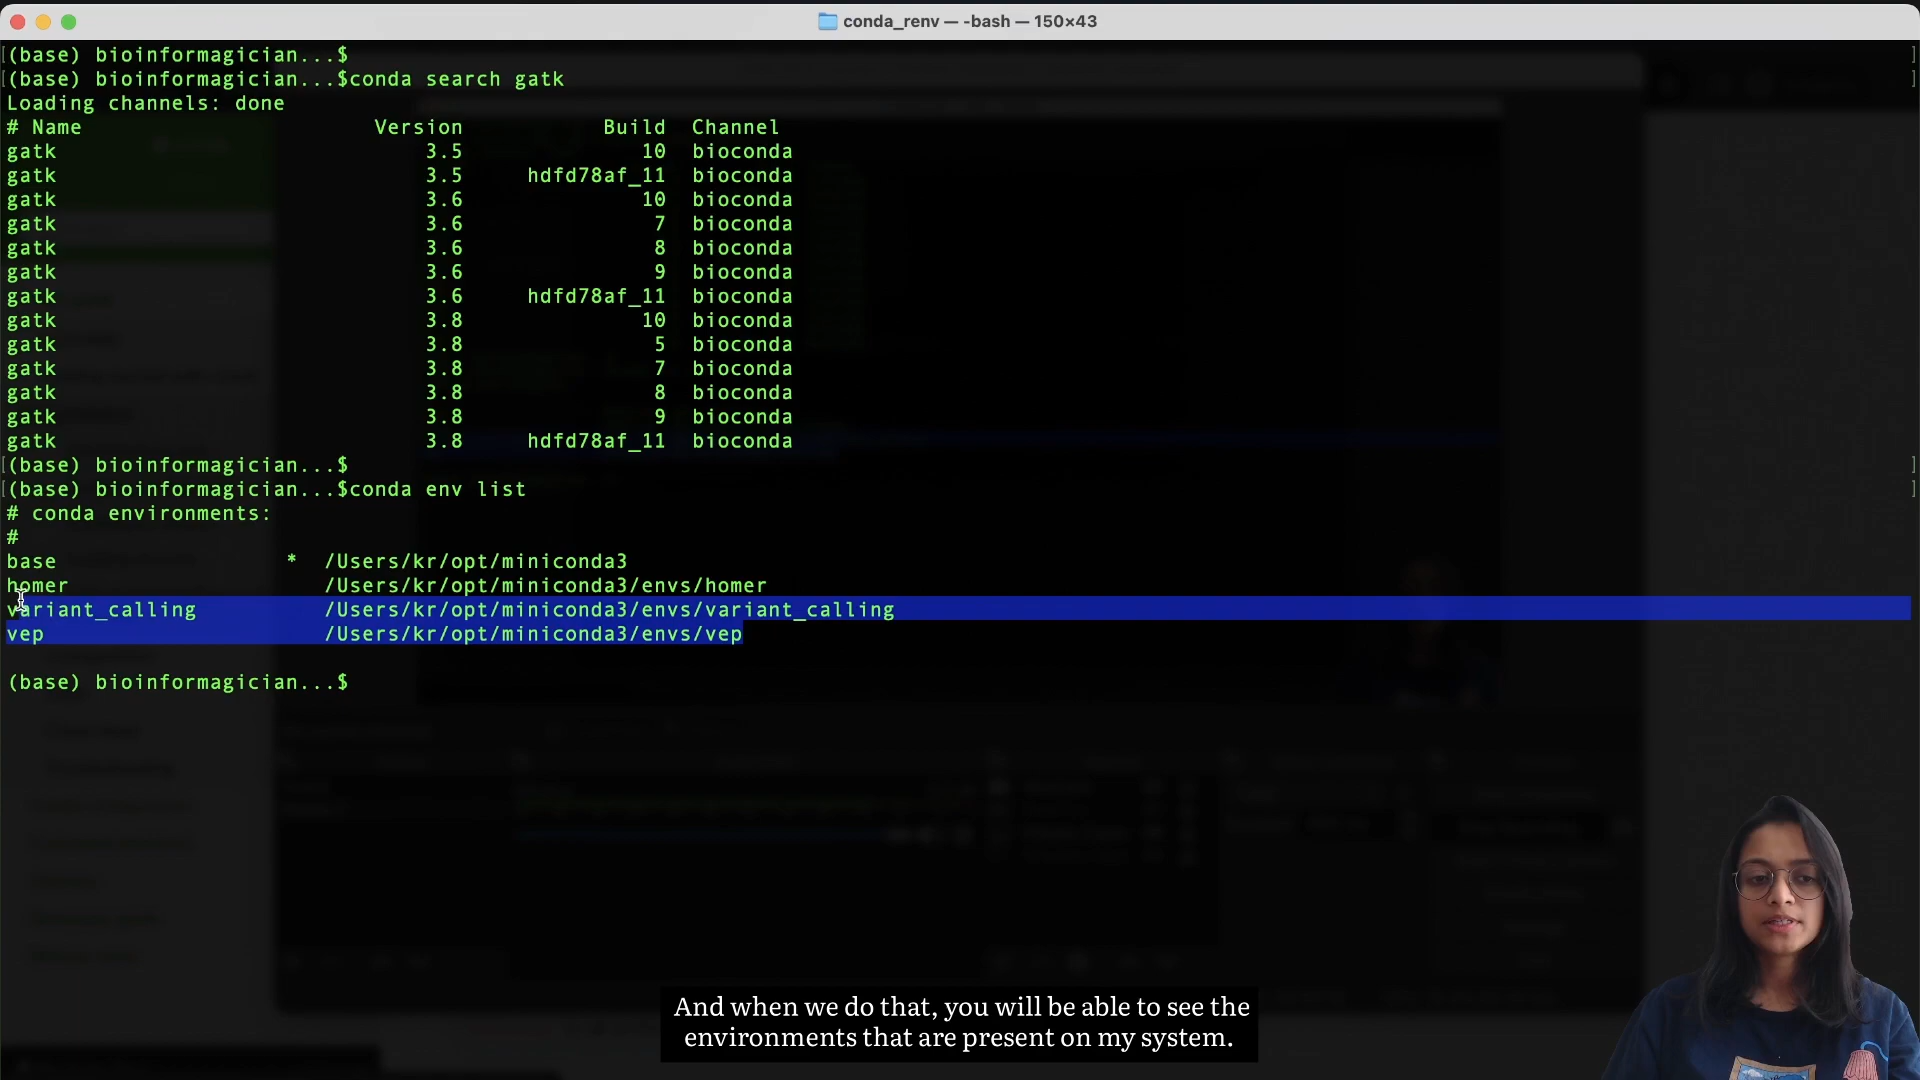 conda_renv — -bash — 150×43
(base) bioinformagician...$
(base) bioinformagician...$conda search gatk
Loading channels: done
# Name Version Build Channel
gatk 3.5 10 bioconda
gatk 3.5 hdfd78af_11 bioconda
gatk 3.6 10 bioconda
gatk 3.6 7 bioconda
gatk 3.6 8 bioconda
gatk 3.6 9 bioconda
gatk 3.6 hdfd78af_11 bioconda
gatk 3.8 10 bioconda
gatk 3.8 5 bioconda
gatk 3.8 7 bioconda
gatk 3.8 8 bioconda
gatk 3.8 9 bioconda
gatk 3.8 hdfd78af_11 bioconda
(base) bioinformagician...$
(base) bioinformagician...$conda env list
# conda environments:
#
base * /Users/kr/opt/miniconda3
homer /Users/kr/opt/miniconda3/envs/homer
variant_calling /Users/kr/opt/miniconda3/envs/variant_calling
vep /Users/kr/opt/miniconda3/envs/vep
(base) bioinformagician...$
And when we do that, you will be able to see the
environments that are present on my system.